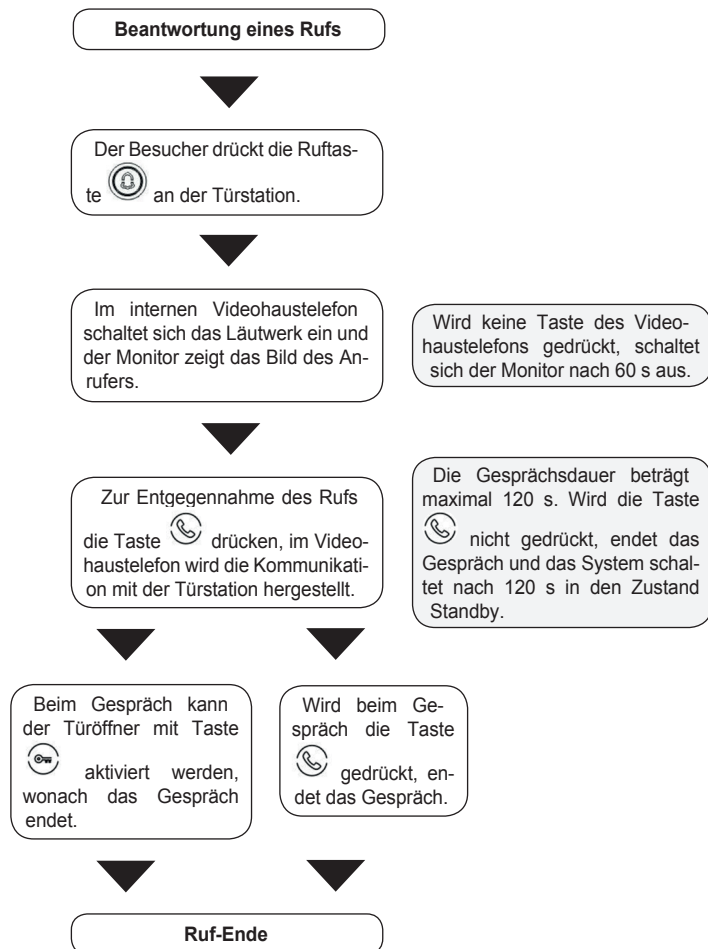 Beantwortung eines Rufs
Der Besucher drückt die Ruftas-
te an der Türstation.
Im internen Videohaustelefon
schaltet sich das Läutwerk ein und
der Monitor zeigt das Bild des An-
rufers.
Wird keine Taste des Video-
haustelefons gedrückt, schaltet
sich der Monitor nach 60 s aus.
Zur Entgegennahme des Rufs
die Taste drücken, im Video-
haustelefon wird die Kommunikati-
on mit der Türstation hergestellt.
Die Gesprächsdauer beträgt
maximal 120 s. Wird die Taste
nicht gedrückt, endet das
Gespräch und das System schal-
tet nach 120 s in den Zustand
Standby.
Beim Gespräch kann
der Türöffner mit Taste
aktiviert werden,
wonach das Gespräch
endet.
Wird beim Ge-
spräch die Taste
gedrückt, en-
det das Gespräch.
Ruf-Ende